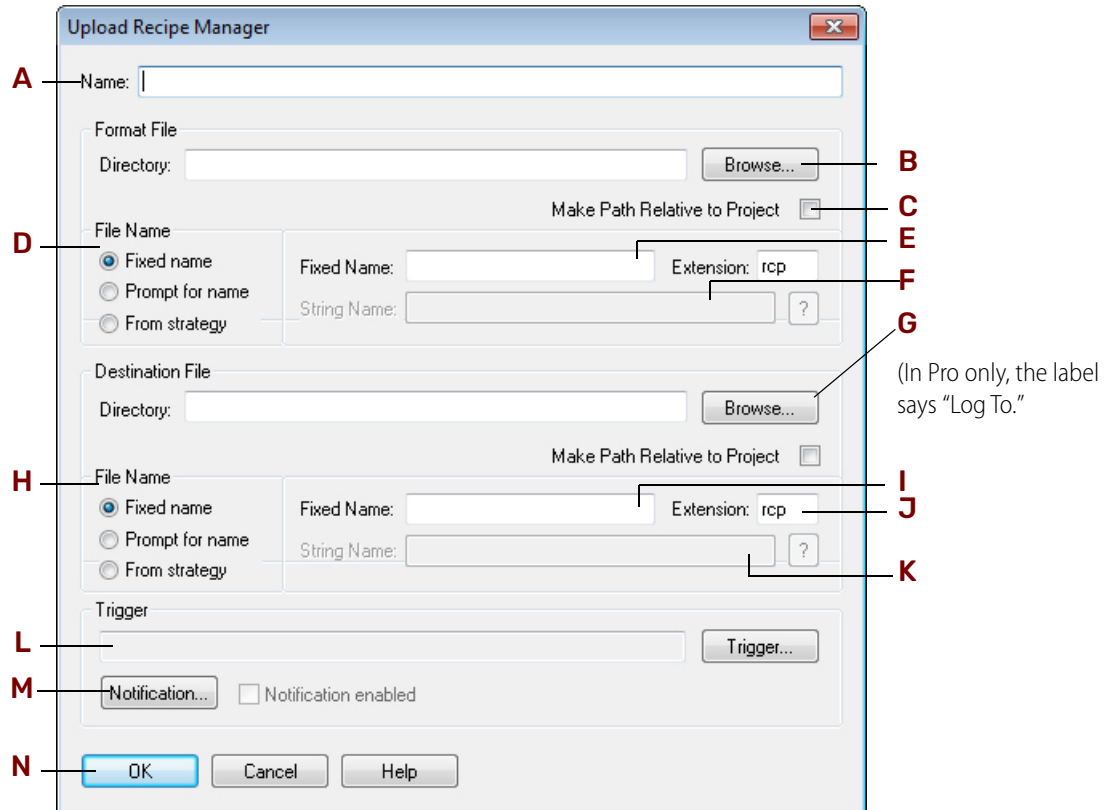 Upload Recipe Manager
A
Name:
Format File
Directory:
Browse...
B
Make Path Relative to Project
C
D
File Name
E
Fixed name
Fixed Name:
Extension: rcp
F
Prompt for name
String Name:
?
From strategy
G
Destination File
(In Pro only, the label
says “Log To.”
Directory:
Browse...
Make Path Relative to Project
H
File Name
I
Fixed name
Fixed Name:
Extension: rcp
J
Prompt for name
String Name:
?
K
From strategy
Trigger
L
Trigger...
M
Notification...
Notification enabled
N
OK
Cancel
Help